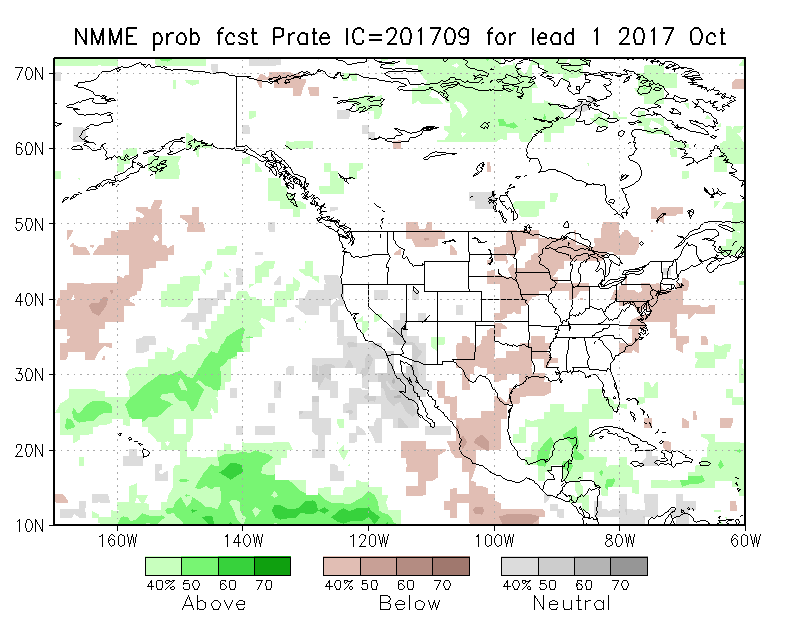 NMME prob fcst Prate IC=201709 for lead 1 2017 Oct
70N
60N
50N
40N
30N
20N
10N
160W 140W 120W 100W 80W 60W
40% 50 60 70 40% 50 60 70 40% 50 60 70
Above Below Neutral